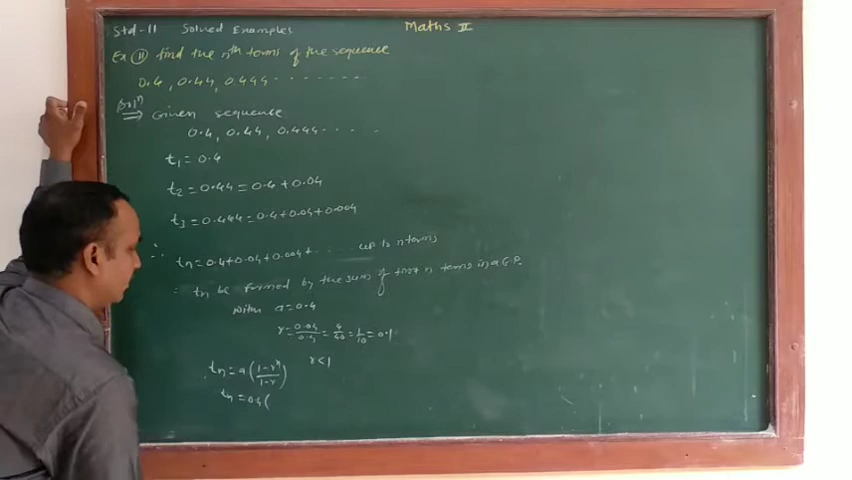 Std-11 Solved Examples
Maths II
Ex (11) find the nth terms of the sequence
0.4, 0.44, 0.444 . . . . . . .
Soln Given sequence
0.4, 0.44, 0.444 . . . . .
t1 = 0.4
t2 = 0.44 = 0.4 + 0.04
t3 = 0.444 = 0.4 + 0.04 + 0.004
∴ tn = 0.4 + 0.04 + 0.004 + . . . . . up to n terms
∴ tn be formed by the sum of first n terms in a G.P.
with a = 0.4
r = 0.04/0.4 = 4/40 = 1/10 = 0.1
r < 1
∴ tn = a ( 1-r^n / 1-r )
tn = 0.4 (